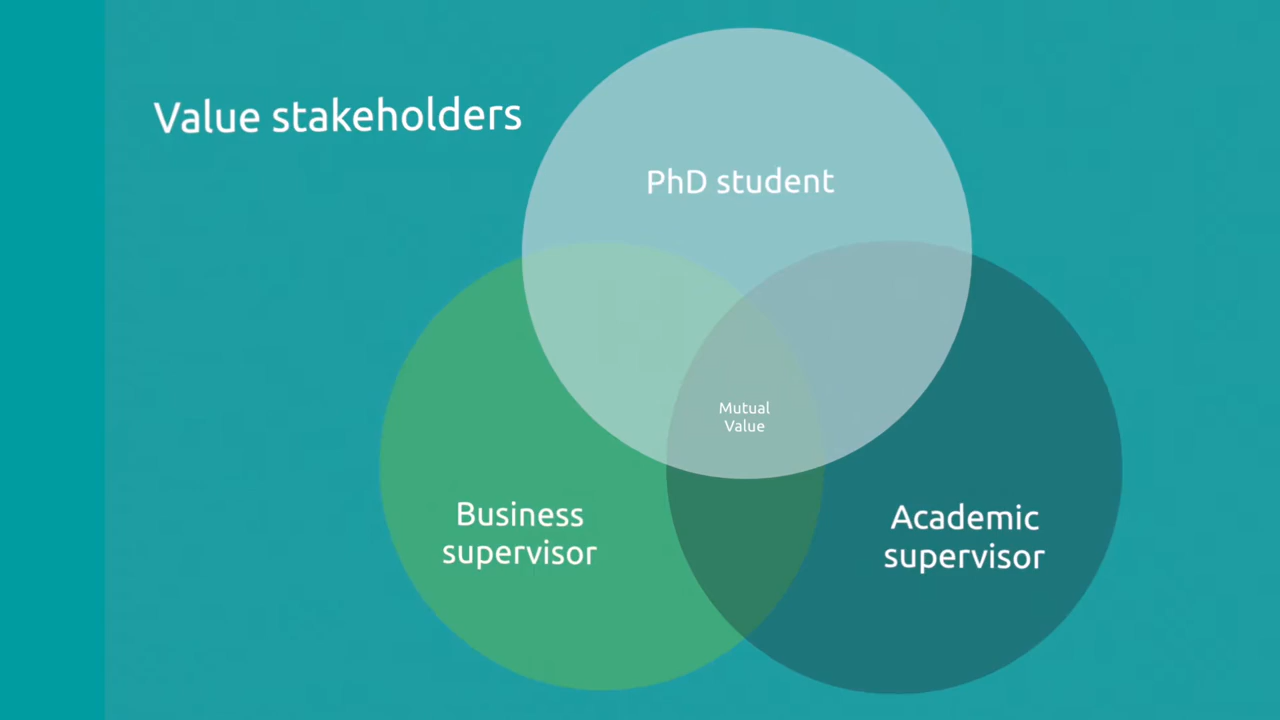 Value stakeholders
PhD student
Mutual
Value
Business
supervisor
Academic
supervisor